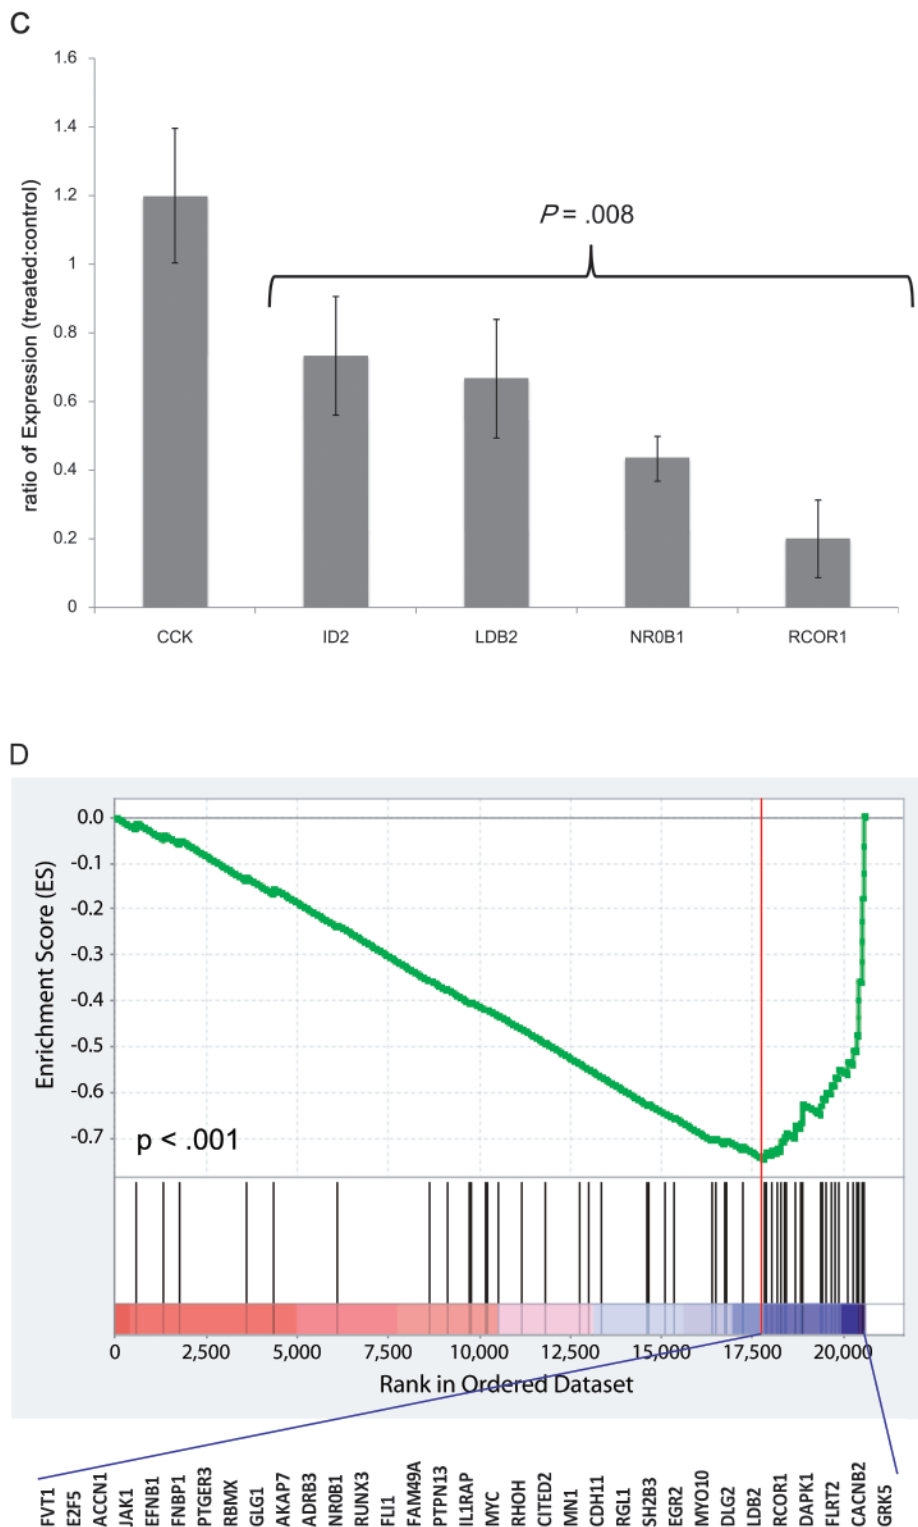 C
1.6
1.4
1.2
1
0.8
0.6
0.4
0.2
0
ratio of Expression (treated:control)
P = .008
CCK ID2 LDB2 NR0B1 RCOR1
D
0.0
-0.1
-0.2
-0.3
-0.4
-0.5
-0.6
-0.7
Enrichment Score (ES)
p < .001
0 2,500 5,000 7,500 10,000 12,500 15,000 17,500 20,000
Rank in Ordered Dataset
FVT1
E2F5
ACCN1
JAK1
EFNB1
FNBP1
PTGER3
RBMX
GLG1
AKAP7
ADRB3
NR0B1
RUNX3
FLI1
FAM49A
PTPN13
IL1RAP
MYC
RHOH
CITED2
MN1
CDH11
RGL1
SH2B3
EGR2
MYO10
DLG2
LDB2
RCOR1
DAPK1
FLRT2
CACNB2
GRK5